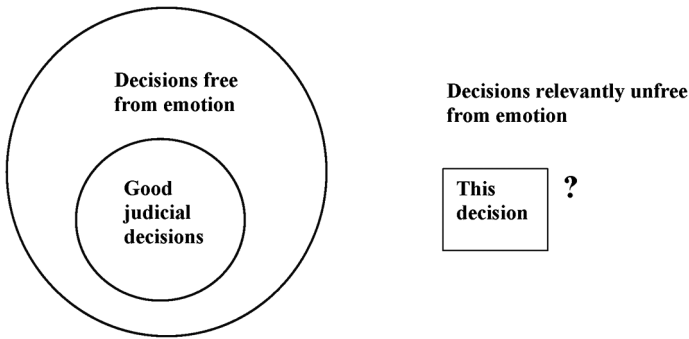 Decisions free
from emotion
Good
judicial
decisions
Decisions relevantly unfree
from emotion
This
decision
?